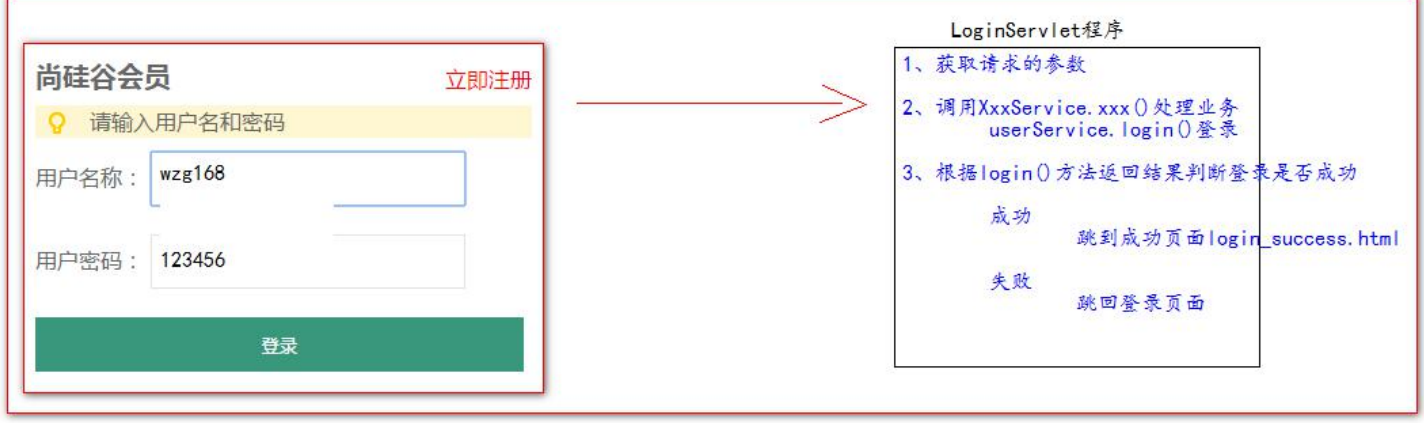 尚硅谷会员
立即注册
请输入用户名和密码
用户名称：
wzg168
用户密码：
123456
登录
LoginServlet程序
1、获取请求的参数
2、调用XxxService.xxx()处理业务
userService.login()登录
3、根据login()方法返回结果判断登录是否成功
成功
跳到成功页面login_success.html
失败
跳回登录页面